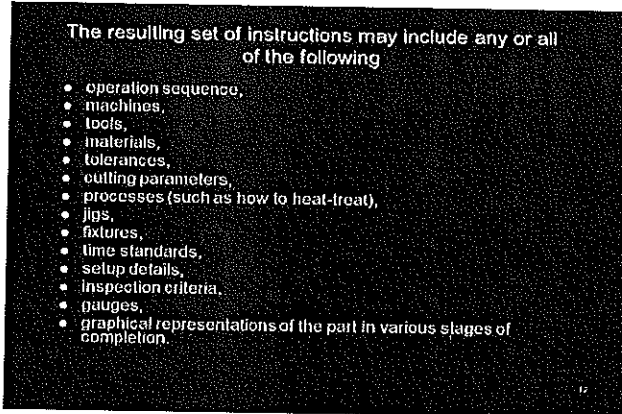 The resulting set of instructions may include any or all
of the following
• operation sequence,
• machines,
• tools,
• materials,
• tolerances,
• cutting parameters,
• processes (such as how to heat-treat),
• jigs,
• fixtures,
• time standards,
• setup details,
• inspection criteria,
• gauges,
• graphical representations of the part in various stages of
completion.
12